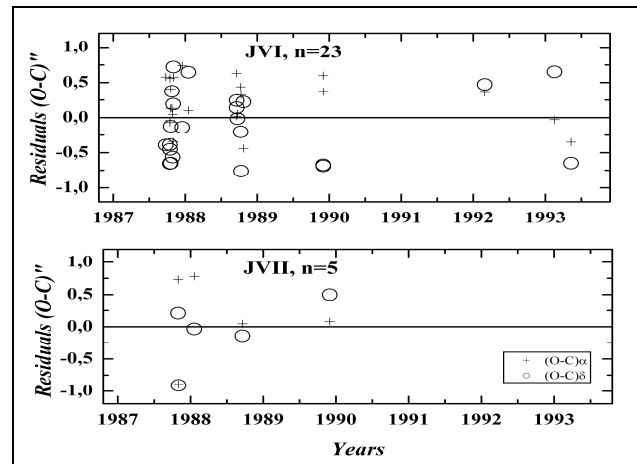 JVI, n=23
Residuals (O-C)"
1,0
0,5
0,0
-0,5
-1,0
1987 1988 1989 1990 1991 1992 1993
JVII, n=5
Residuals (O-C)"
1,0
0,5
0,0
-0,5
-1,0
+ (O-C)α
○ (O-C)δ
1987 1988 1989 1990 1991 1992 1993
Years